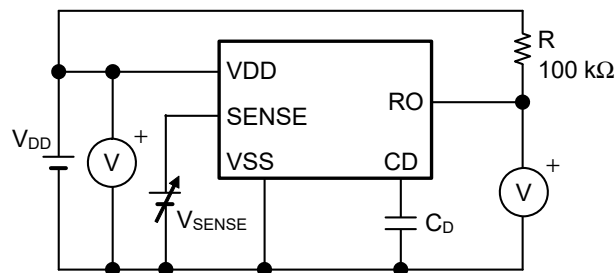 R
100 kΩ
VDD
RO
SENSE
VDD
V
+
VSS
CD
V
+
VSENSE
CD